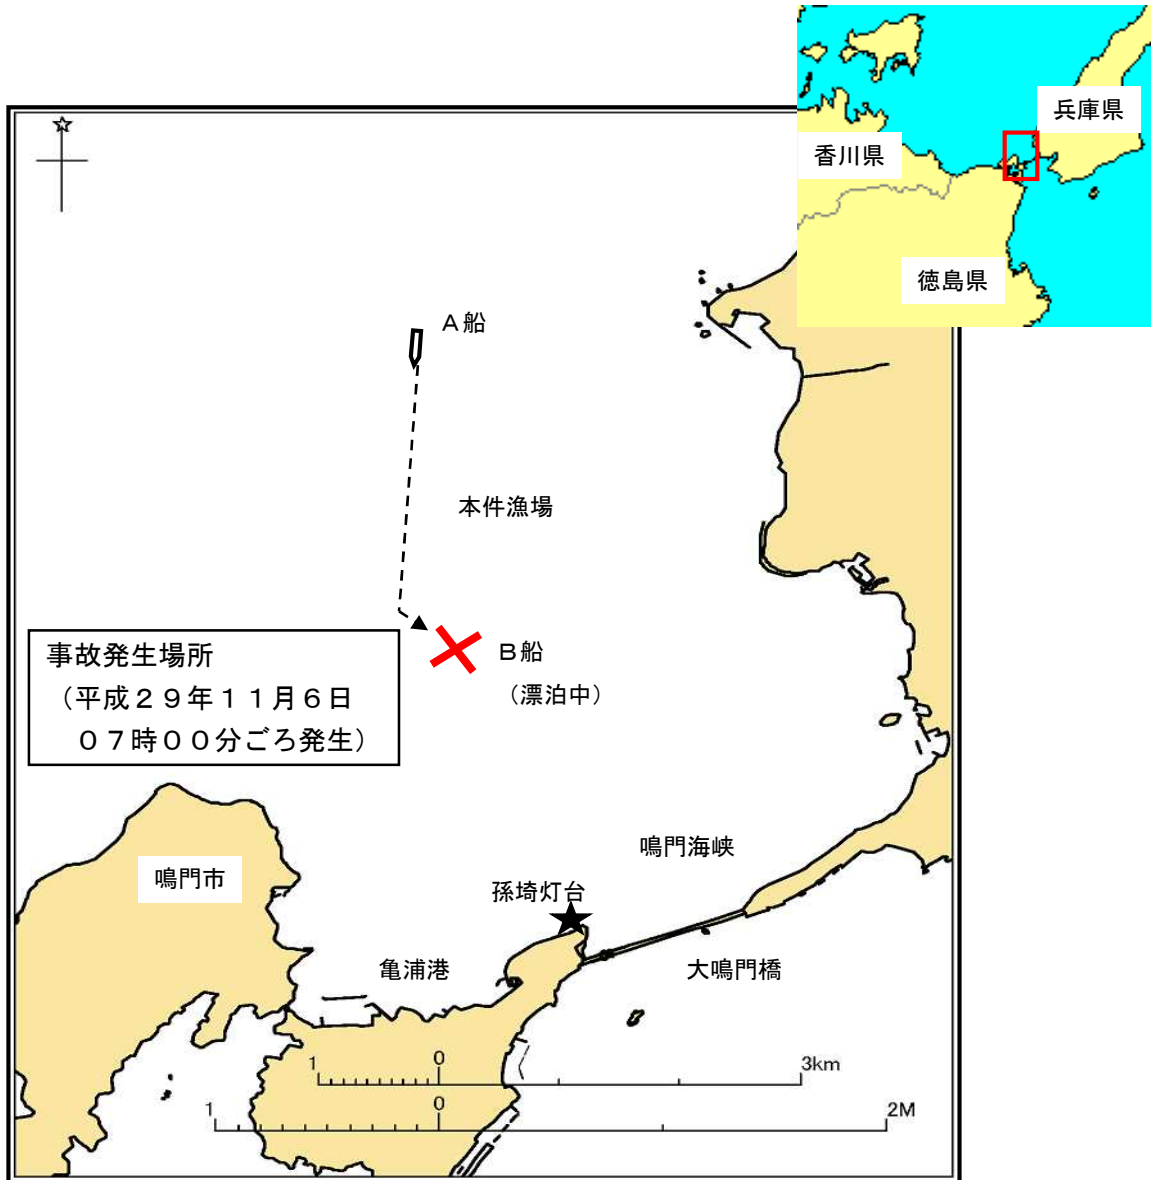 兵庫県
香川県
徳島県
A船
本件漁場
事故発生場所
（平成２９年１１月６日
０７時００分ごろ発生）
B船
（漂泊中）
鳴門海峡
鳴門市
孫埼灯台
亀浦港
大鳴門橋
1 0 3km
1 0 2M